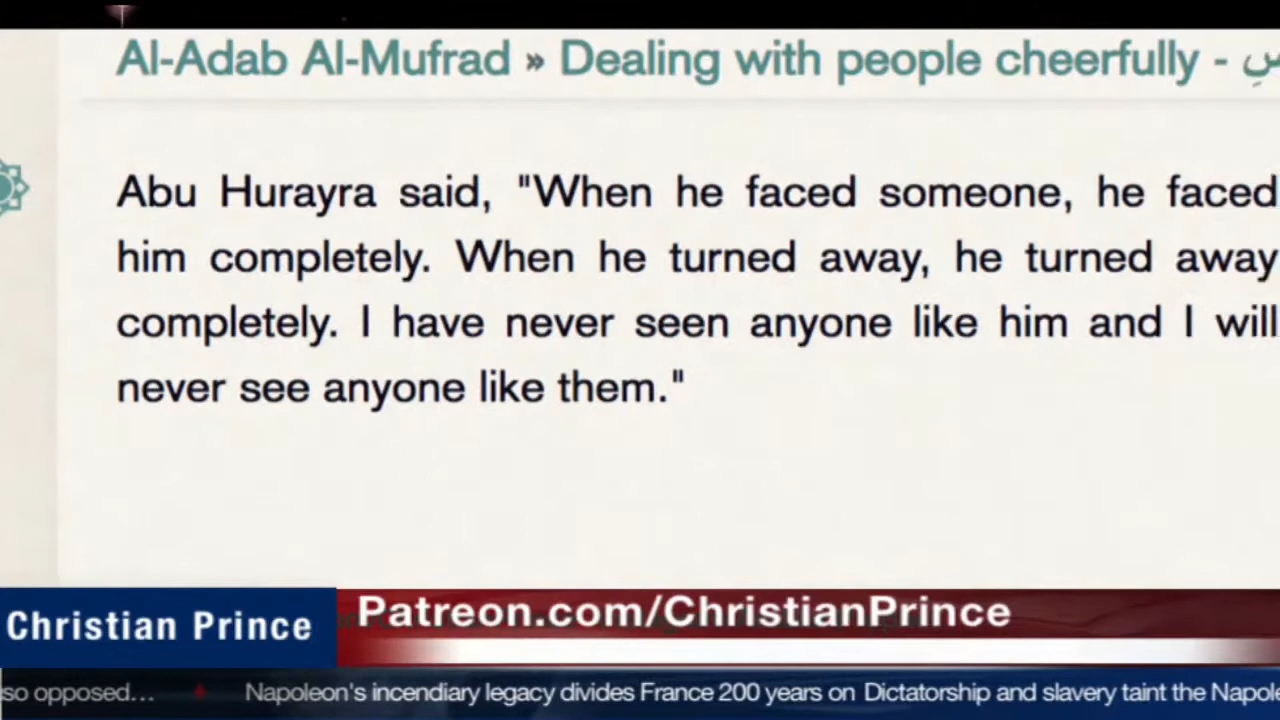 Al-Adab Al-Mufrad » Dealing with people cheerfully -
Abu Hurayra said, "When he faced someone, he faced
him completely. When he turned away, he turned away
completely. I have never seen anyone like him and I will
never see anyone like them."
Christian Prince
Patreon.com/ChristianPrince
so opposed... Napoleon's incendiary legacy divides France 200 years on Dictatorship and slavery taint the Napole